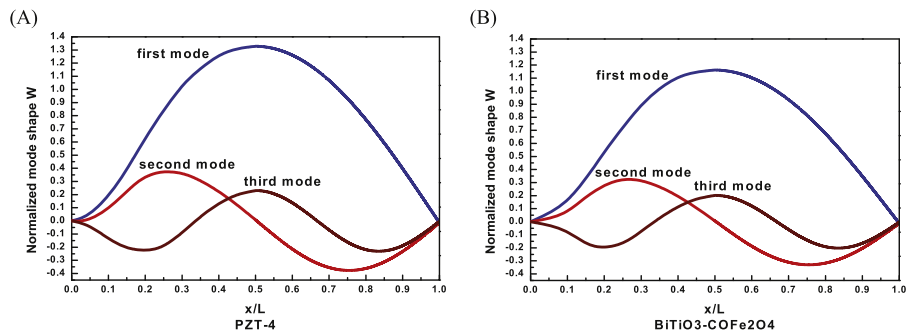 (A)
Normalized mode shape W
1.4
1.3
1.2
1.1
1.0
0.9
0.8
0.7
0.6
0.5
0.4
0.3
0.2
0.1
0.0
-0.1
-0.2
-0.3
-0.4
first mode
second mode
third mode
0.0 0.1 0.2 0.3 0.4 0.5 0.6 0.7 0.8 0.9 1.0
x/L
PZT-4
(B)
Normalized mode shape W
1.4
1.3
1.2
1.1
1.0
0.9
0.8
0.7
0.6
0.5
0.4
0.3
0.2
0.1
0.0
-0.1
-0.2
-0.3
-0.4
first mode
second mode
third mode
0.0 0.1 0.2 0.3 0.4 0.5 0.6 0.7 0.8 0.9 1.0
x/L
BiTiO3-COFe2O4